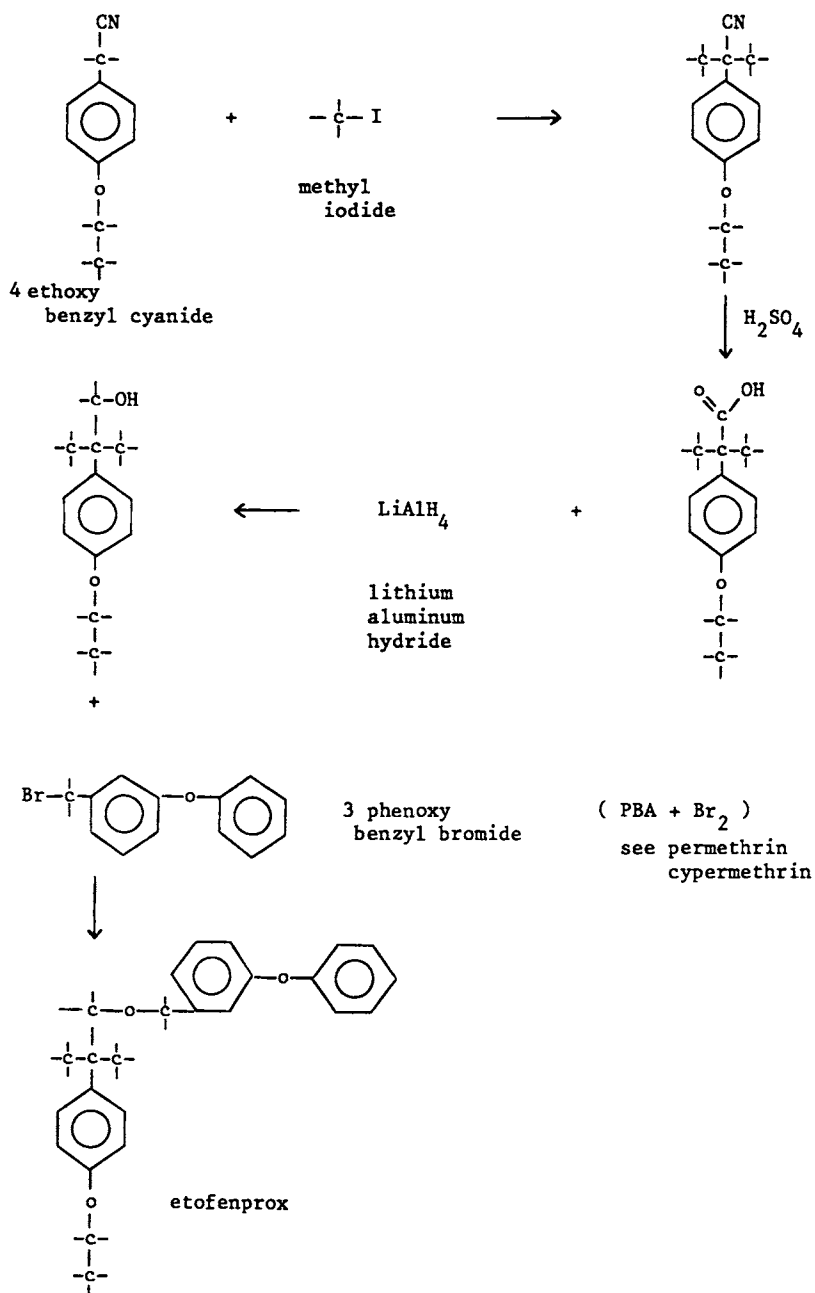 CN
-C-
+
-C-I
methyl
iodide
O
-C-
-C-
4 ethoxy
benzyl cyanide
CN
-C-C-C-
O
-C-
-C-
H2SO4
-C-OH
-C-C-C-
O
-C-
-C-
+
LiAlH4
lithium
aluminum
hydride
+
O OH
C
-C-C-C-
O
-C-
-C-
Br-C-
-O-
3 phenoxy
benzyl bromide
( PBA + Br2 )
see permethrin
cypermethrin
-O-
-C-O-C-
-C-C-C-
O
-C-
-C-
etofenprox